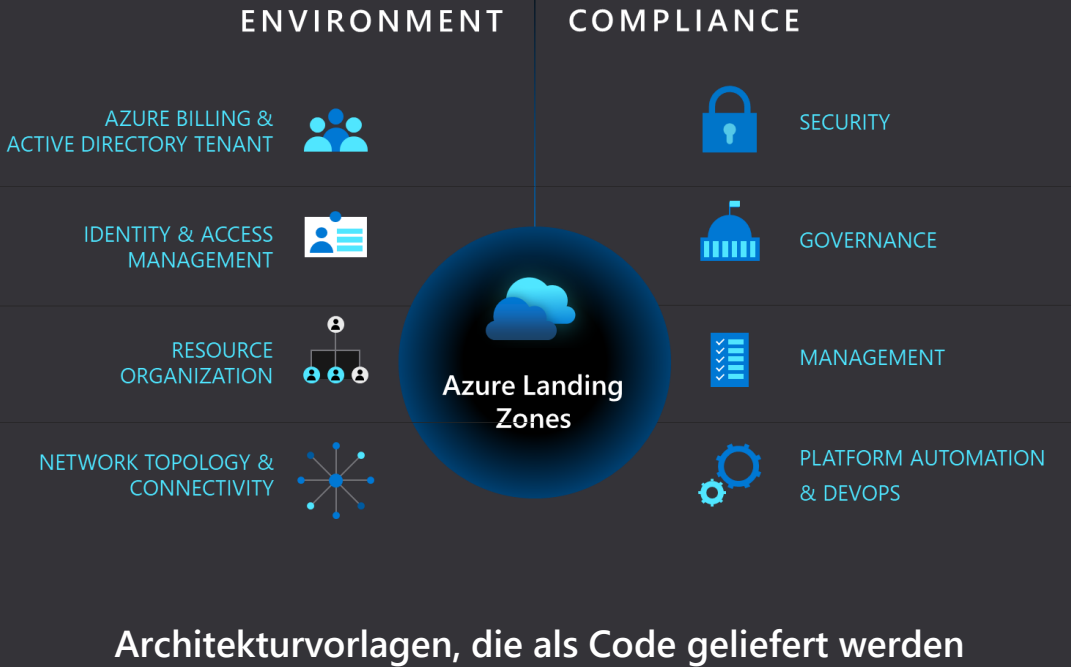 ENVIRONMENT
AZURE BILLING &
ACTIVE DIRECTORY TENANT
IDENTITY & ACCESS
MANAGEMENT
RESOURCE
ORGANIZATION
NETWORK TOPOLOGY &
CONNECTIVITY
Azure Landing
Zones
COMPLIANCE
SECURITY
GOVERNANCE
MANAGEMENT
PLATFORM AUTOMATION
& DEVOPS
Architekturvorlagen, die als Code geliefert werden